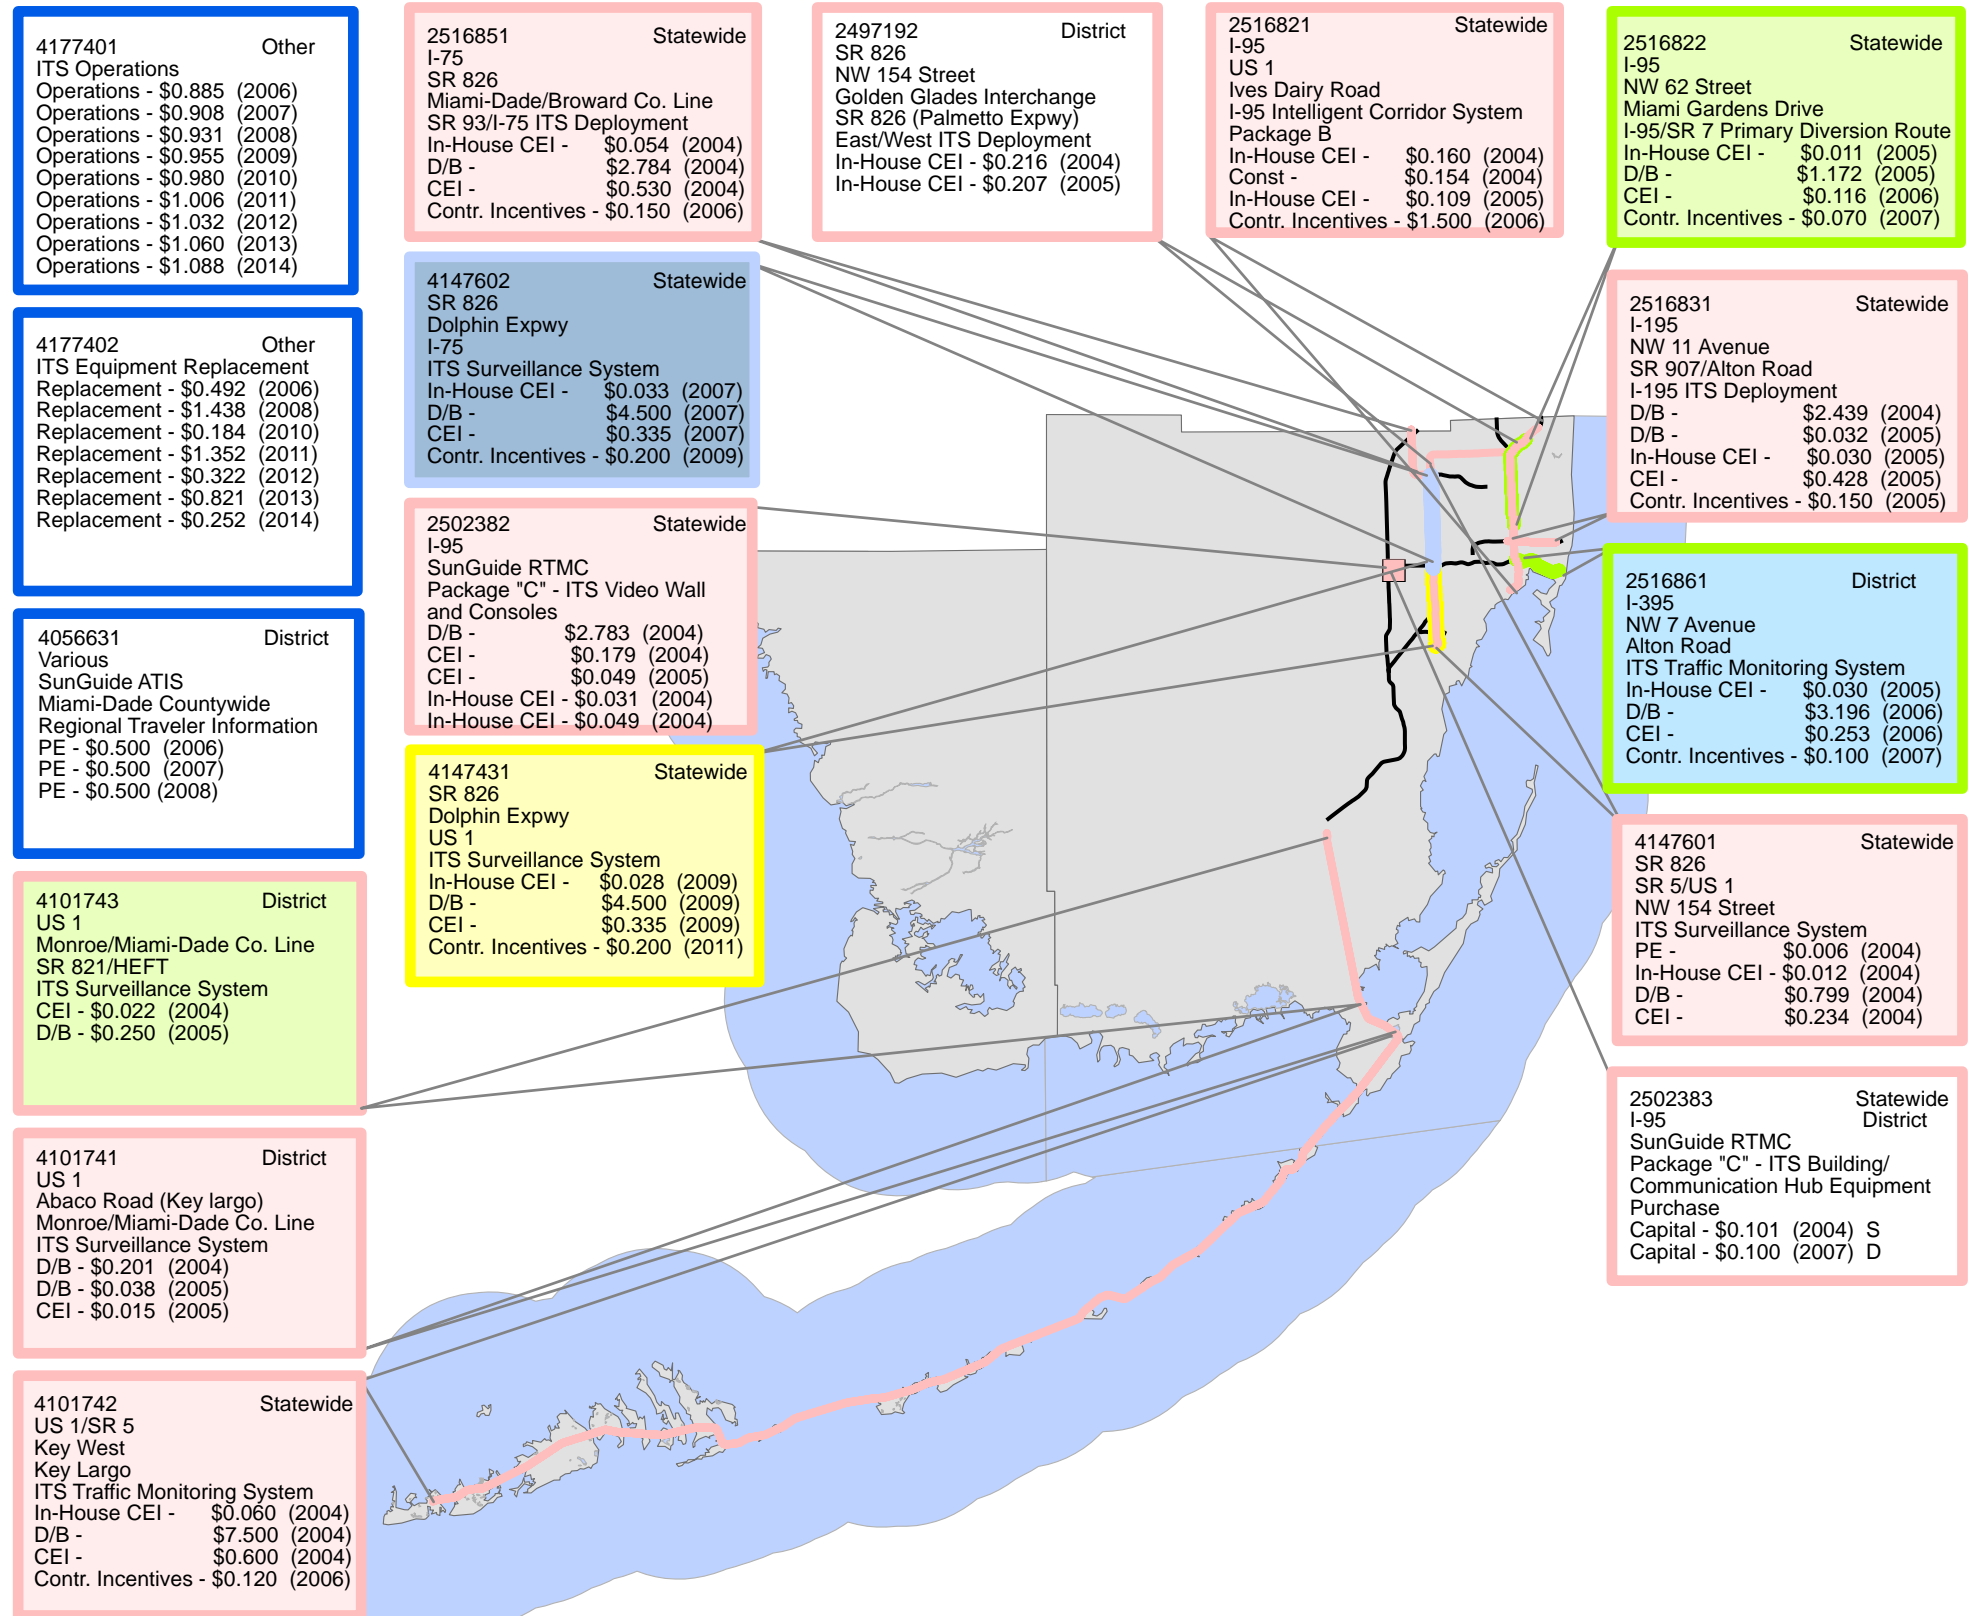 4177401 Other
ITS Operations
Operations - $0.885 (2006)
Operations - $0.908 (2007)
Operations - $0.931 (2008)
Operations - $0.955 (2009)
Operations - $0.980 (2010)
Operations - $1.006 (2011)
Operations - $1.032 (2012)
Operations - $1.060 (2013)
Operations - $1.088 (2014)
4177402 Other
ITS Equipment Replacement
Replacement - $0.492 (2006)
Replacement - $1.438 (2008)
Replacement - $0.184 (2010)
Replacement - $1.352 (2011)
Replacement - $0.322 (2012)
Replacement - $0.821 (2013)
Replacement - $0.252 (2014)
4056631 District
Various
SunGuide ATIS
Miami-Dade Countywide
Regional Traveler Information
PE - $0.500 (2006)
PE - $0.500 (2007)
PE - $0.500 (2008)
4101743 District
US 1
Monroe/Miami-Dade Co. Line
SR 821/HEFT
ITS Surveillance System
CEI - $0.022 (2004)
D/B - $0.250 (2005)
4101741 District
US 1
Abaco Road (Key largo)
Monroe/Miami-Dade Co. Line
ITS Surveillance System
D/B - $0.201 (2004)
D/B - $0.038 (2005)
CEI - $0.015 (2005)
4101742 Statewide
US 1/SR 5
Key West
Key Largo
ITS Traffic Monitoring System
In-House CEI - $0.060 (2004)
D/B - $7.500 (2004)
CEI - $0.600 (2004)
Contr. Incentives - $0.120 (2006)
2516851 Statewide
I-75
SR 826
Miami-Dade/Broward Co. Line
SR 93/I-75 ITS Deployment
In-House CEI - $0.054 (2004)
D/B - $2.784 (2004)
CEI - $0.530 (2004)
Contr. Incentives - $0.150 (2006)
4147602 Statewide
SR 826
Dolphin Expwy
I-75
ITS Surveillance System
In-House CEI - $0.033 (2007)
D/B - $4.500 (2007)
CEI - $0.335 (2007)
Contr. Incentives - $0.200 (2009)
2502382 Statewide
I-95
SunGuide RTMC
Package "C" - ITS Video Wall
and Consoles
D/B - $2.783 (2004)
CEI - $0.179 (2004)
CEI - $0.049 (2005)
In-House CEI - $0.031 (2004)
In-House CEI - $0.049 (2004)
4147431 Statewide
SR 826
Dolphin Expwy
US 1
ITS Surveillance System
In-House CEI - $0.028 (2009)
D/B - $4.500 (2009)
CEI - $0.335 (2009)
Contr. Incentives - $0.200 (2011)
2497192 District
SR 826
NW 154 Street
Golden Glades Interchange
SR 826 (Palmetto Expwy)
East/West ITS Deployment
In-House CEI - $0.216 (2004)
In-House CEI - $0.207 (2005)
2516821 Statewide
I-95
US 1
Ives Dairy Road
I-95 Intelligent Corridor System
Package B
In-House CEI - $0.160 (2004)
Const - $0.154 (2004)
In-House CEI - $0.109 (2005)
Contr. Incentives - $1.500 (2006)
2516822 Statewide
I-95
NW 62 Street
Miami Gardens Drive
I-95/SR 7 Primary Diversion Route
In-House CEI - $0.011 (2005)
D/B - $1.172 (2005)
CEI - $0.116 (2006)
Contr. Incentives - $0.070 (2007)
2516831 Statewide
I-195
NW 11 Avenue
SR 907/Alton Road
I-195 ITS Deployment
D/B - $2.439 (2004)
D/B - $0.032 (2005)
In-House CEI - $0.030 (2005)
CEI - $0.428 (2005)
Contr. Incentives - $0.150 (2005)
2516861 District
I-395
NW 7 Avenue
Alton Road
ITS Traffic Monitoring System
In-House CEI - $0.030 (2005)
D/B - $3.196 (2006)
CEI - $0.253 (2006)
Contr. Incentives - $0.100 (2007)
4147601 Statewide
SR 826
SR 5/US 1
NW 154 Street
ITS Surveillance System
PE - $0.006 (2004)
In-House CEI - $0.012 (2004)
D/B - $0.799 (2004)
CEI - $0.234 (2004)
2502383 Statewide
I-95 District
SunGuide RTMC
Package "C" - ITS Building/
Communication Hub Equipment
Purchase
Capital - $0.101 (2004) S
Capital - $0.100 (2007) D